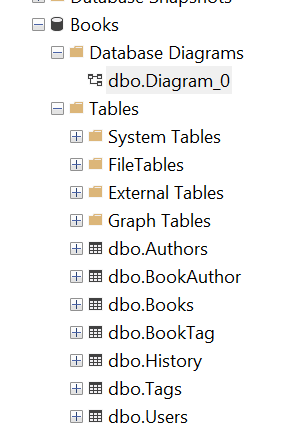 Database Snapshots
Books
Database Diagrams
dbo.Diagram_0
Tables
System Tables
FileTables
External Tables
Graph Tables
dbo.Authors
dbo.BookAuthor
dbo.Books
dbo.BookTag
dbo.History
dbo.Tags
dbo.Users